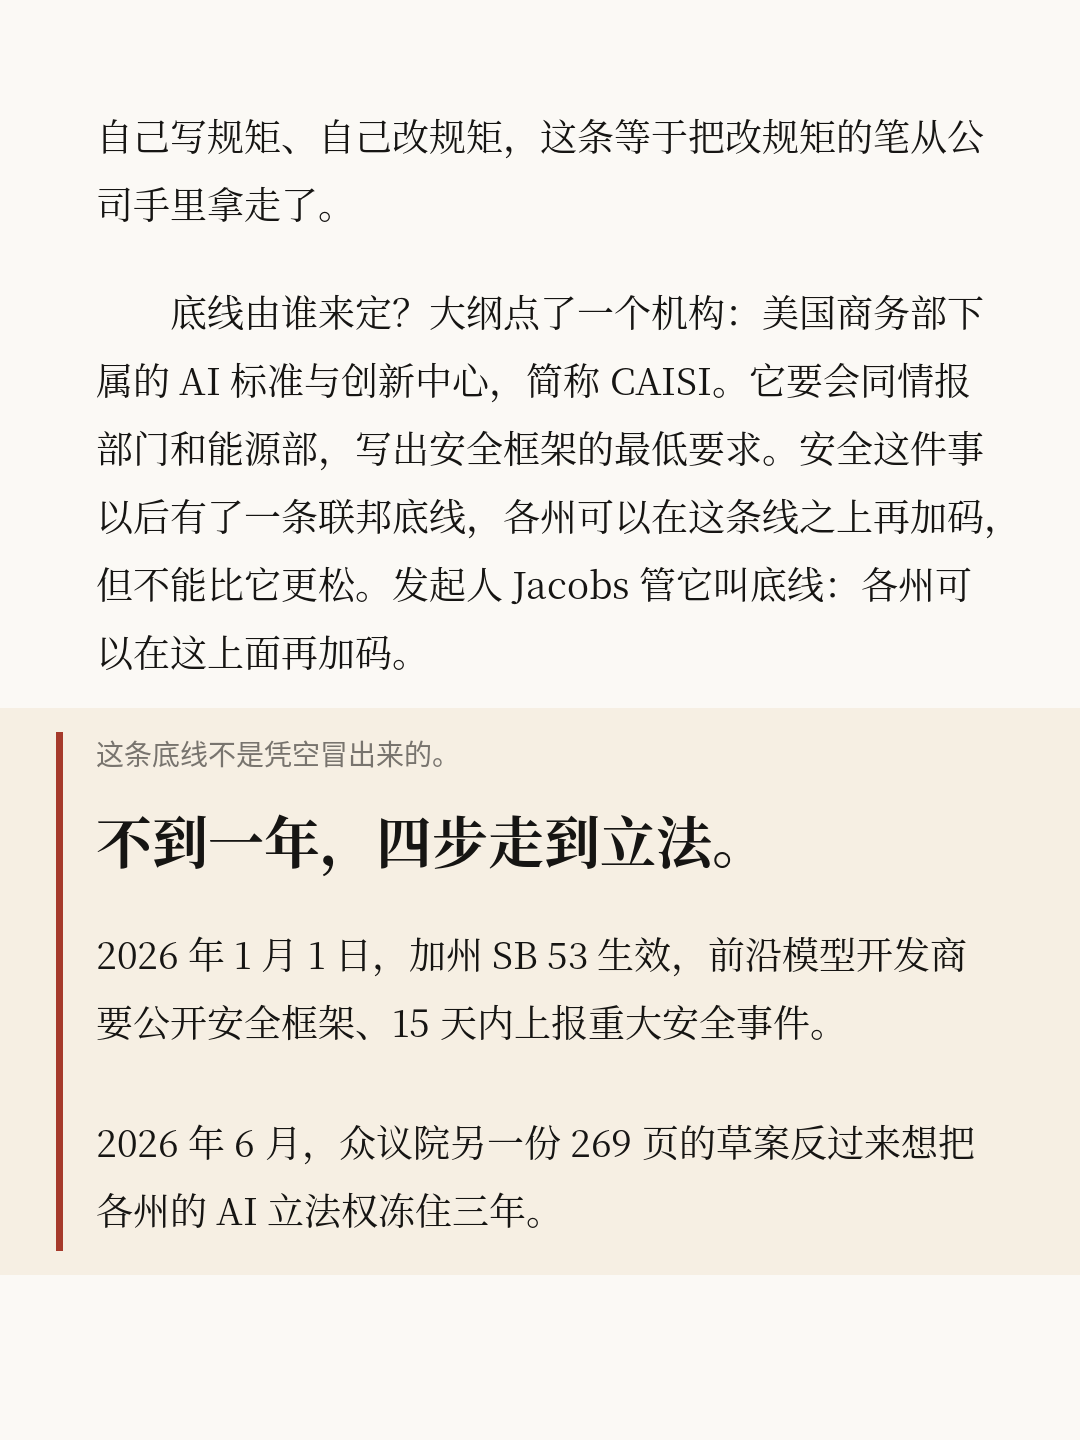 自己写规矩、自己改规矩，这条等于把改规矩的笔从公
司手里拿走了。
底线由谁来定？大纲点了一个机构：美国商务部下
属的 AI 标准与创新中心，简称 CAISI。它要会同情报
部门和能源部，写出安全框架的最低要求。安全这件事
以后有了一条联邦底线，各州可以在这条线之上再加码，
但不能比它更松。发起人 Jacobs 管它叫底线：各州可
以在这上面再加码。
这条底线不是凭空冒出来的。
不到一年，四步走到立法。
2026 年 1 月 1 日，加州 SB 53 生效，前沿模型开发商
要公开安全框架、15 天内上报重大安全事件。
2026 年 6 月，众议院另一份 269 页的草案反过来想把
各州的 AI 立法权冻住三年。